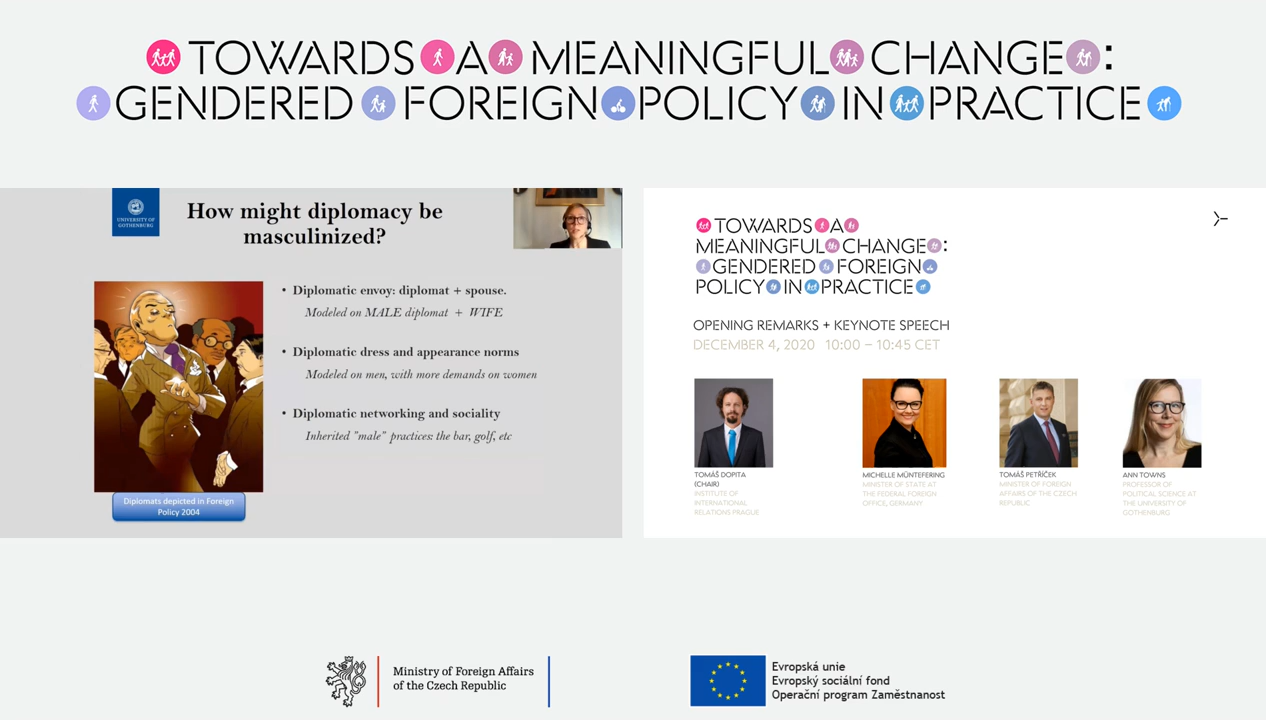 TOWARDS A MEANINGFUL CHANGE:
GENDERED FOREIGN POLICY IN PRACTICE
UNIVERSITY OF
GOTHENBURG
How might diplomacy be
masculinized?
• Diplomatic envoy: diplomat + spouse.
Modeled on MALE diplomat + WIFE
• Diplomatic dress and appearance norms
Modeled on men, with more demands on women
• Diplomatic networking and sociality
Inherited "male" practices: the bar, golf, etc
Diplomats depicted in Foreign
Policy 2004
TOWARDS A
MEANINGFUL CHANGE:
GENDERED FOREIGN
POLICY IN PRACTICE
OPENING REMARKS + KEYNOTE SPEECH
DECEMBER 4, 2020 10:00 – 10:45 CET
TOMÁŠ DOPITA
(CHAIR)
INSTITUTE OF
INTERNATIONAL
RELATIONS PRAGUE
MICHELLE MÜNTEFERING
MINISTER OF STATE AT
THE FEDERAL FOREIGN
OFFICE, GERMANY
TOMÁŠ PETŘÍČEK
MINISTER OF FOREIGN
AFFAIRS OF THE CZECH
REPUBLIC
ANN TOWNS
PROFESSOR OF
POLITICAL SCIENCE AT
THE UNIVERSITY OF
GOTHENBURG
Ministry of Foreign Affairs
of the Czech Republic
Evropská unie
Evropský sociální fond
Operační program Zaměstnanost